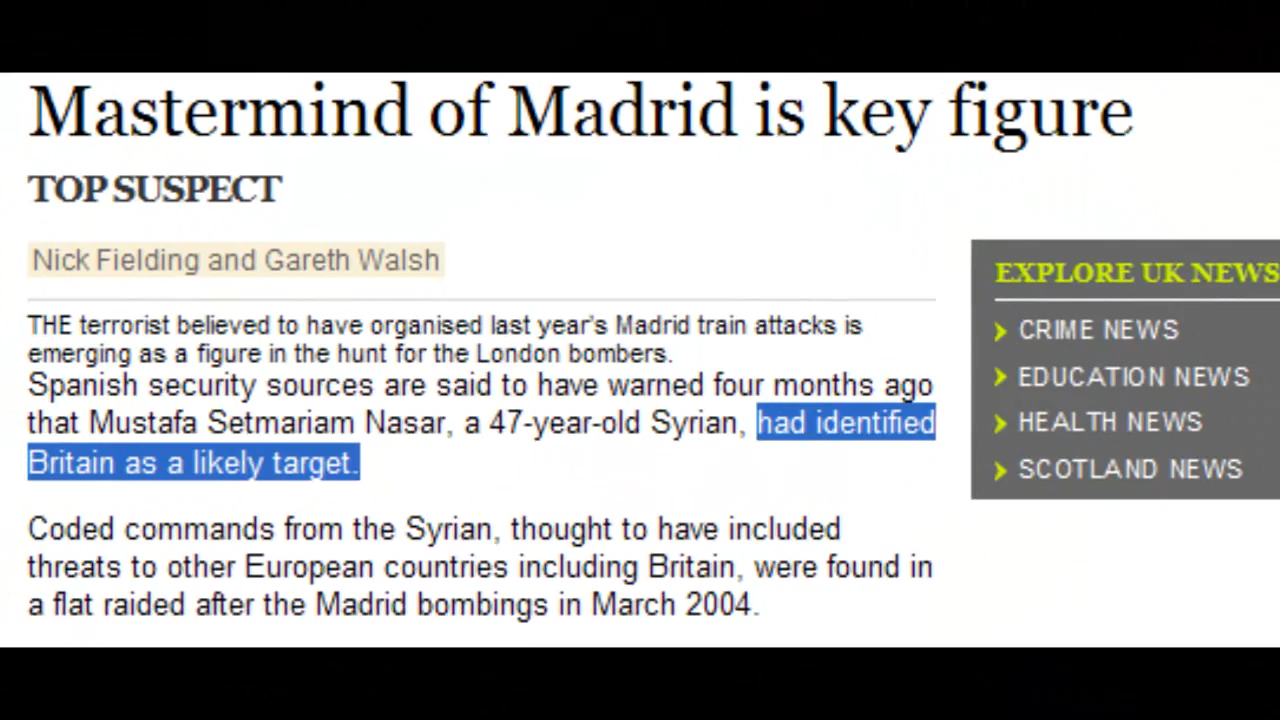 Mastermind of Madrid is key figure
TOP SUSPECT
Nick Fielding and Gareth Walsh
THE terrorist believed to have organised last year's Madrid train attacks is
emerging as a figure in the hunt for the London bombers.
Spanish security sources are said to have warned four months ago
that Mustafa Setmariam Nasar, a 47-year-old Syrian, had identified
Britain as a likely target.
Coded commands from the Syrian, thought to have included
threats to other European countries including Britain, were found in
a flat raided after the Madrid bombings in March 2004.
EXPLORE UK NEWS
CRIME NEWS
EDUCATION NEWS
HEALTH NEWS
SCOTLAND NEWS